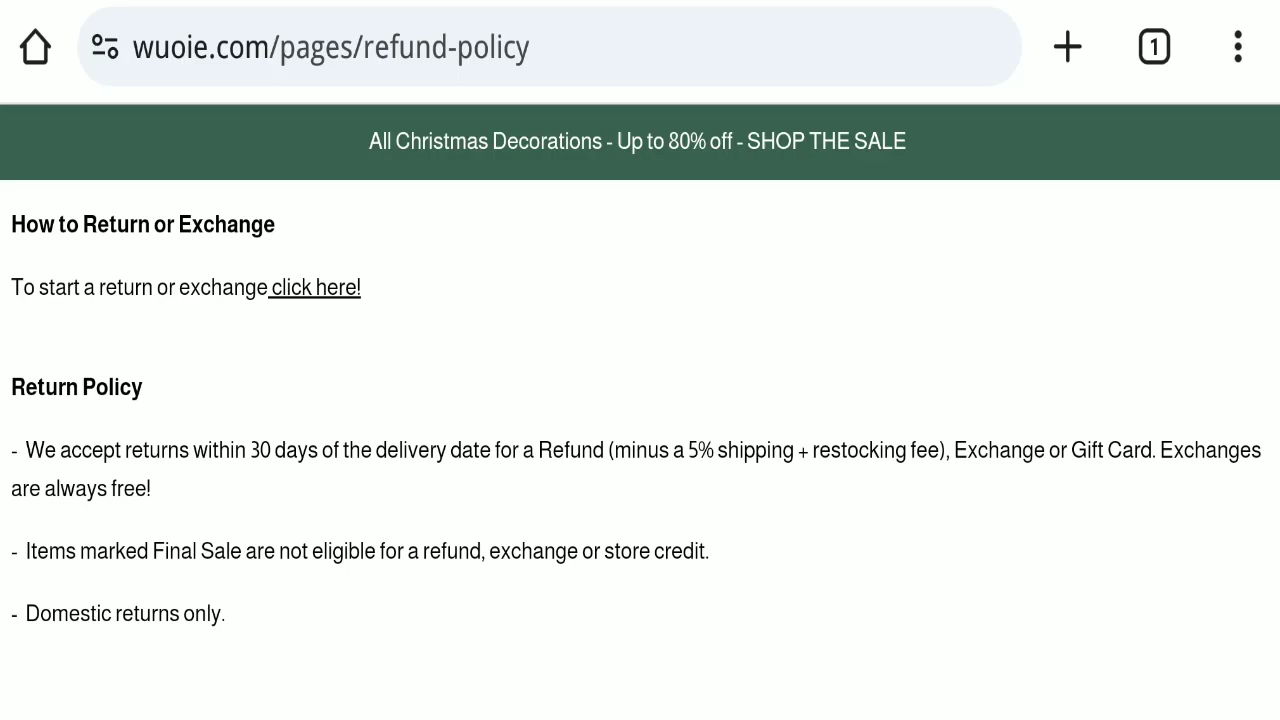 wuoie.com/pages/refund-policy
1
All Christmas Decorations - Up to 80% off - SHOP THE SALE
How to Return or Exchange
To start a return or exchange click here!
Return Policy
- We accept returns within 30 days of the delivery date for a Refund (minus a 5% shipping + restocking fee), Exchange or Gift Card. Exchanges
are always free!
- Items marked Final Sale are not eligible for a refund, exchange or store credit.
- Domestic returns only.